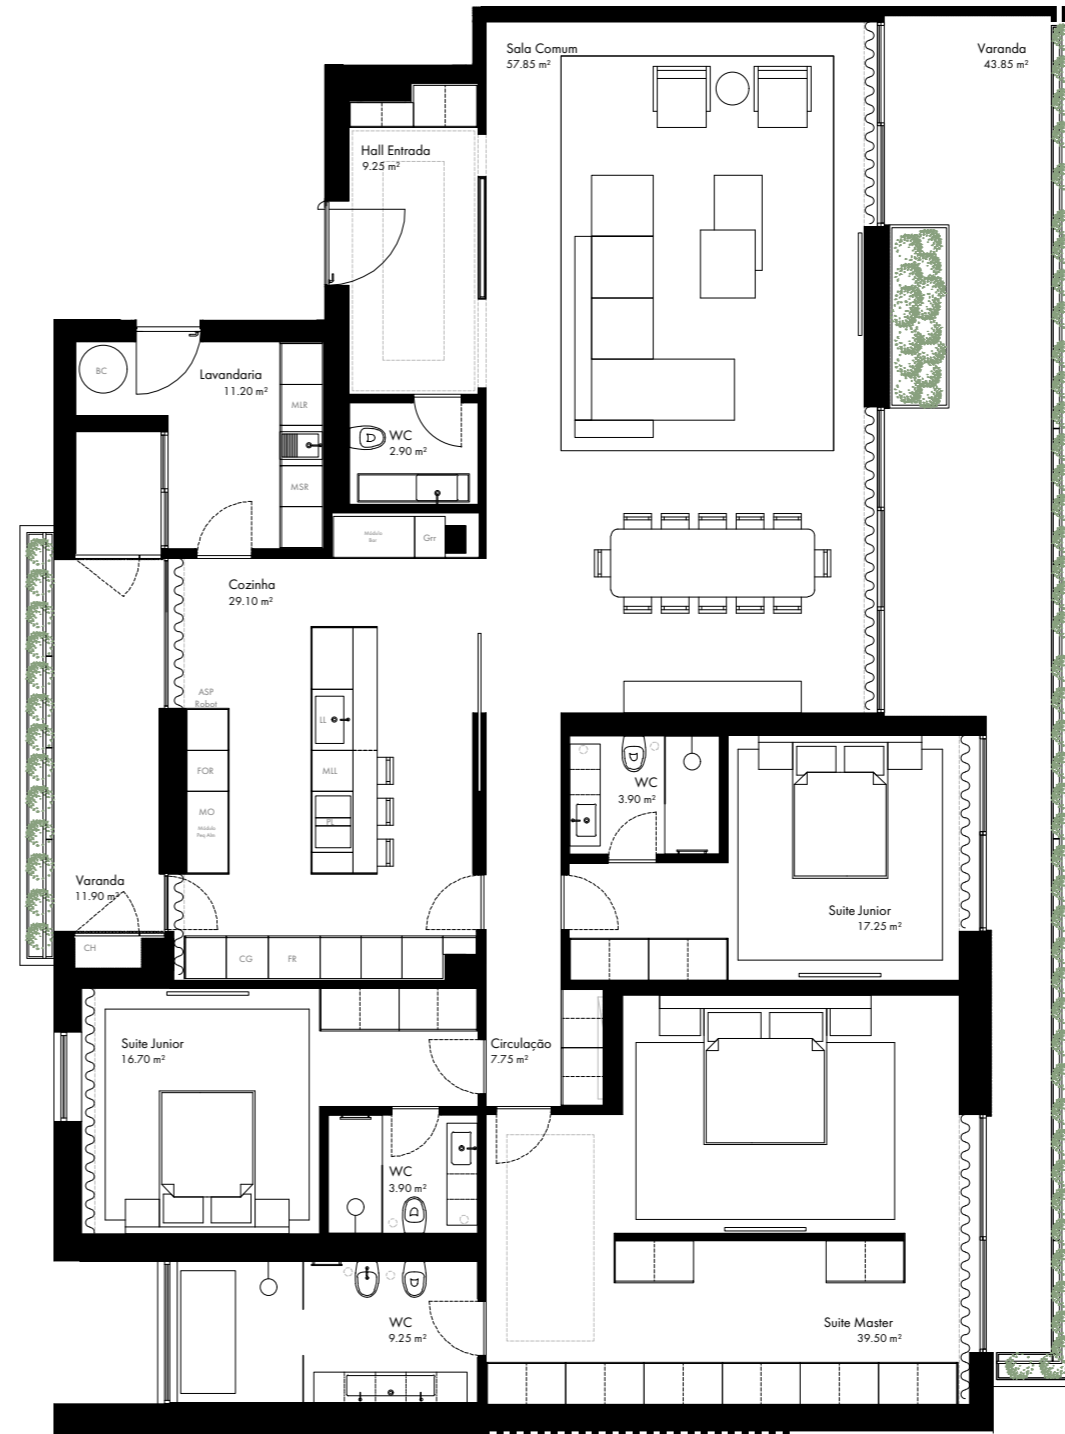 Sala Comum
57.85 m²
Varanda
43.85 m²
Hall Entrada
9.25 m²
BC
Lavandaria
11.20 m²
MLR
WC
2.90 m²
MSR
Módulo
Bar
Grr
Cozinha
29.10 m²
ASP
Robot
LL
FOR
MLL
WC
3.90 m²
MO
Módulo
PL
Varanda
11.90 m²
Suite Junior
17.25 m²
CH
CG
FR
Suite Junior
16.70 m²
Circulação
7.75 m²
WC
3.90 m²
WC
9.25 m²
Suite Master
39.50 m²